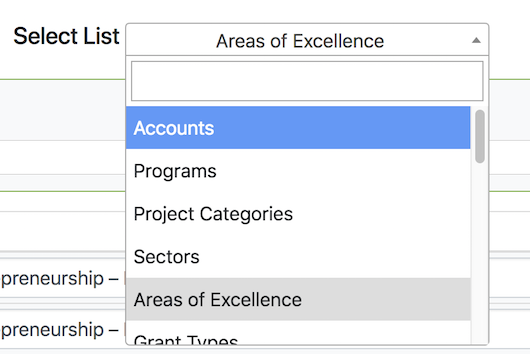 Select List Areas of Excellence
Accounts
Programs
Project Categories
Sectors
preneurship –
Areas of Excellence
preneurship –
Grant Types